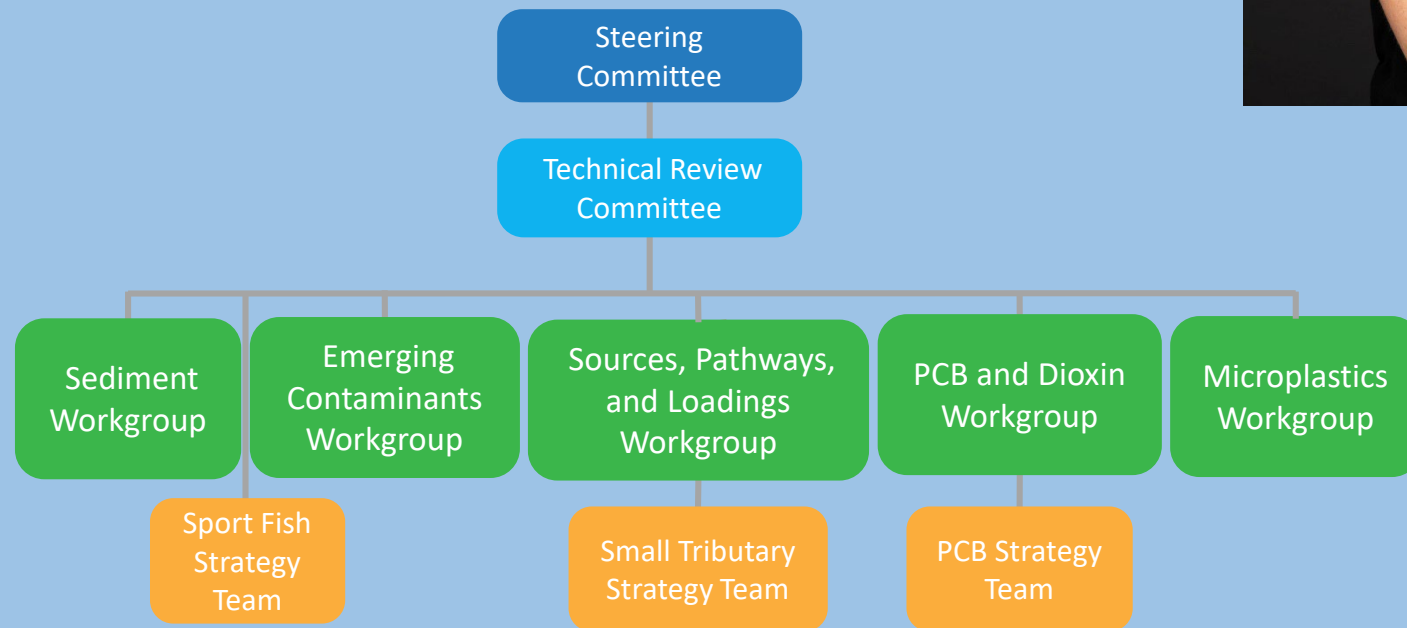 Steering
Committee
Technical Review
Committee
Sediment
Workgroup
Emerging
Contaminants
Workgroup
Sources, Pathways,
and Loadings
Workgroup
PCB and Dioxin
Workgroup
Microplastics
Workgroup
Sport Fish
Strategy
Team
Small Tributary
Strategy Team
PCB Strategy
Team